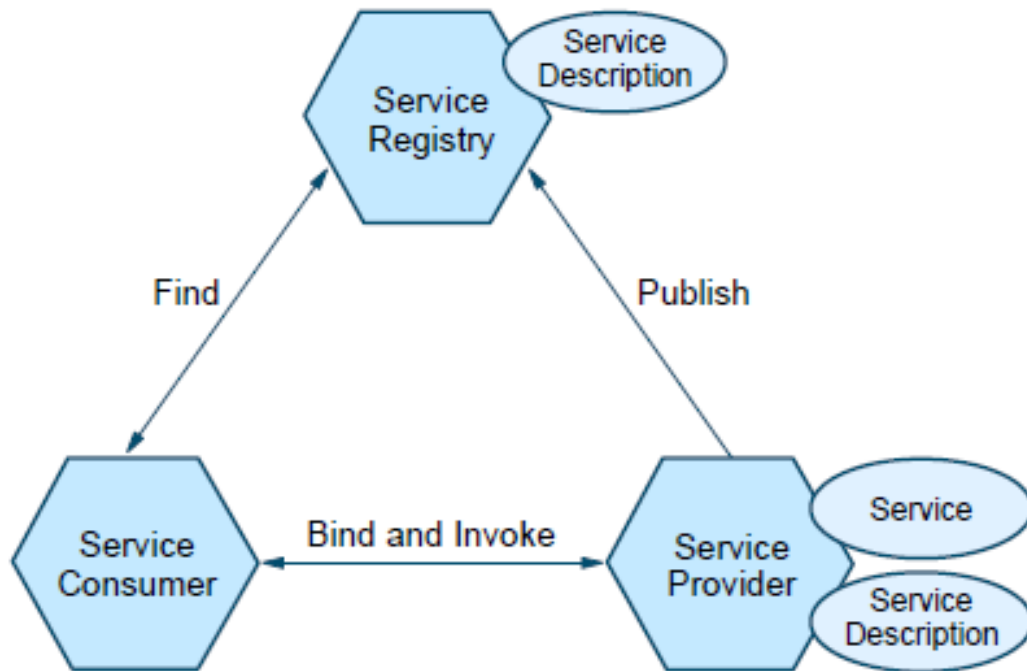 Service
Description
Service
Registry
Find
Publish
Bind and Invoke
Service
Consumer
Service
Provider
Service
Service
Description